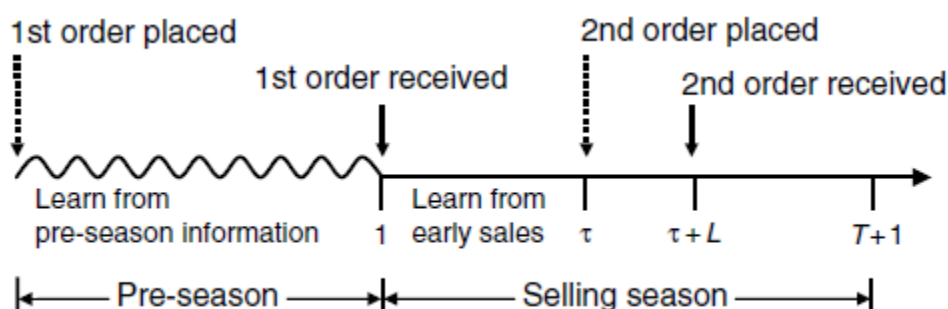 1st order placed
2nd order placed
1st order received
2nd order received
Learn from
pre-season information
1
Learn from
early sales
τ
τ + L
T + 1
Pre-season
Selling season